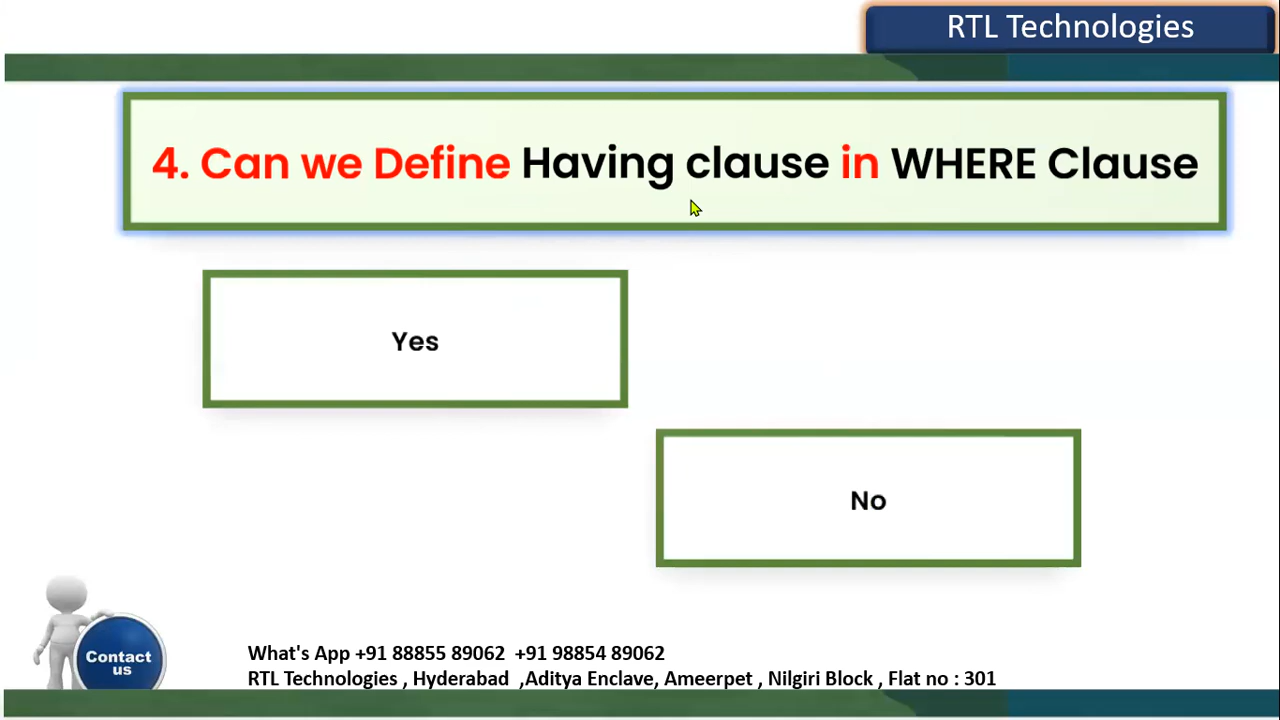 RTL Technologies
4. Can we Define Having clause in WHERE Clause
Yes
No
Contact
us
What's App +91 88855 89062  +91 98854 89062
RTL Technologies , Hyderabad  ,Aditya Enclave, Ameerpet , Nilgiri Block , Flat no : 301